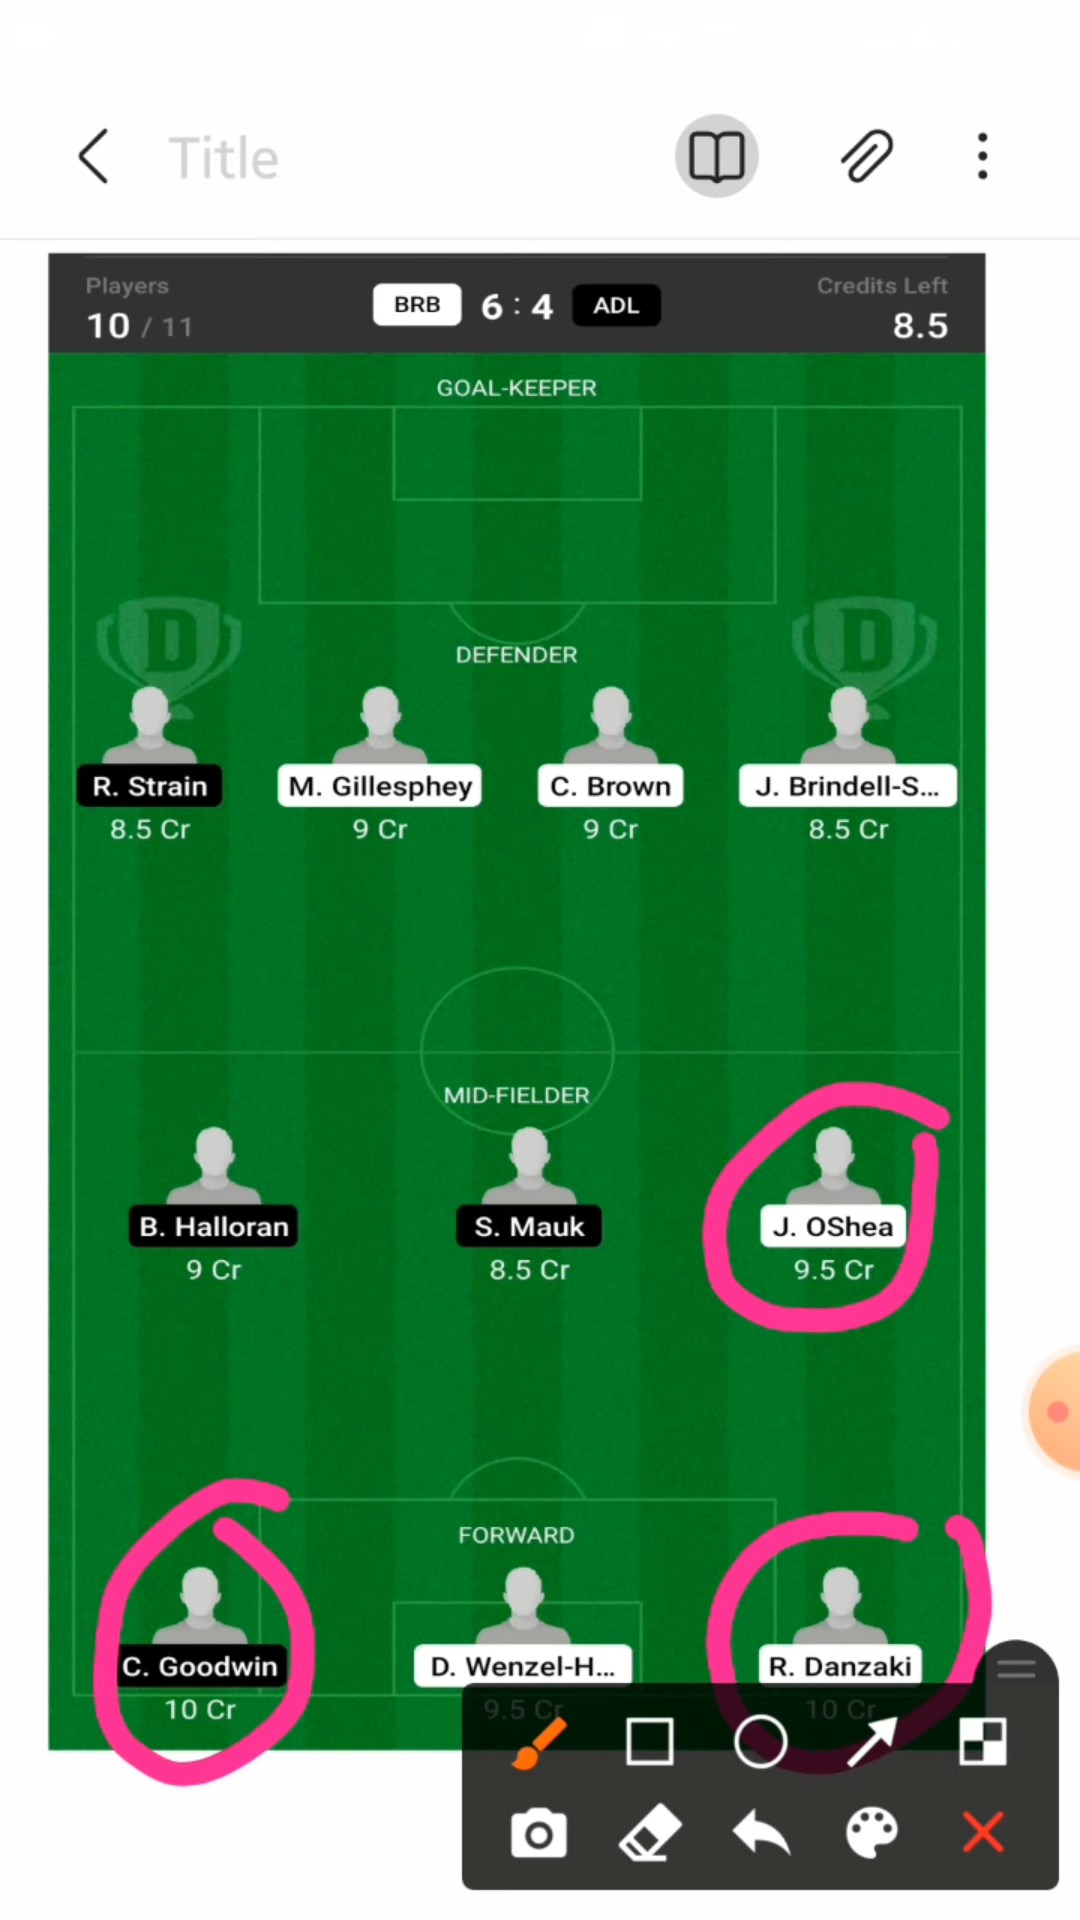 Title
Players
Credits Left
10 / 11
BRB 6 : 4 ADL
8.5
GOAL-KEEPER
D D
DEFENDER
R. Strain M. Gillesphey C. Brown J. Brindell-S...
8.5 Cr 9 Cr 9 Cr 8.5 Cr
MID-FIELDER
B. Halloran S. Mauk J. OShea
9 Cr 8.5 Cr 9.5 Cr
FORWARD
C. Goodwin D. Wenzel-H... R. Danzaki
10 Cr 9.5 Cr 10 Cr